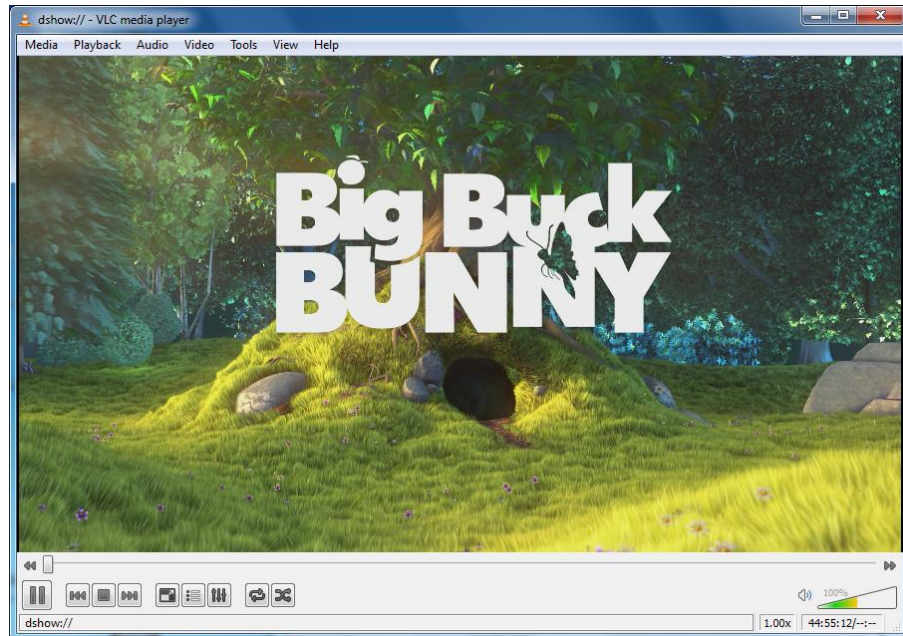 dshow:// - VLC media player
Media Playback Audio Video Tools View Help
Big Buck
BUNNY
100%
dshow:// 1.00x 44:55:12/--:--